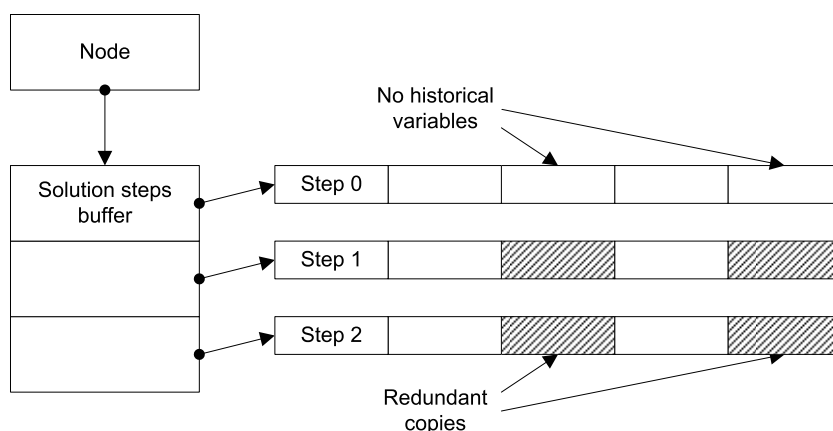 Node
No historical
variables
Solution steps
buffer
Step 0
Step 1
Step 2
Redundant
copies